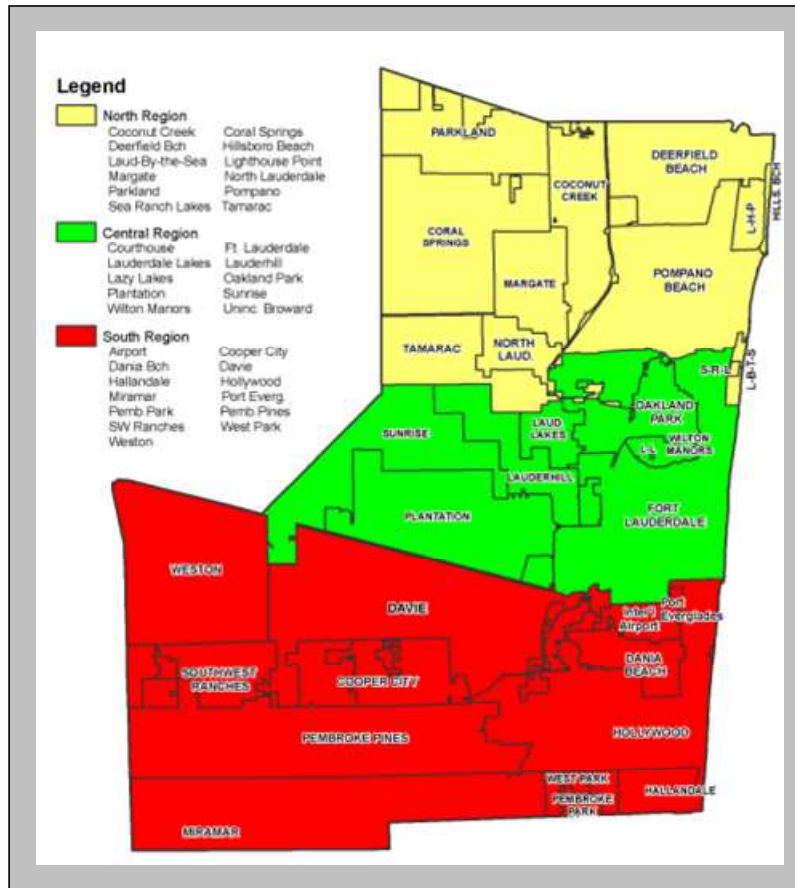 Legend
North Region
Coconut Creek Coral Springs
Deerfield Bch Hillsboro Beach
Laud-By-the-Sea Lighthouse Point
Margate North Lauderdale
Parkland Pompano
Sea Ranch Lakes Tamarac
Central Region
Courthouse Ft. Lauderdale
Lauderdale Lakes Lauderhill
Lazy Lakes Oakland Park
Plantation Sunrise
Wilton Manors Uninc. Broward
South Region
Airport Cooper City
Dania Bch Davie
Hallandale Hollywood
Miramar Port Everg.
Pemb Park Pemb Pines
SW Ranches West Park
Weston
PARKLAND
DEERFIELD
BEACH
HILLS. BCH
COCONUT
CREEK
L-H-P
CORAL
SPRINGS
POMPANO
BEACH
MARGATE
TAMARAC
NORTH
LAUD.
S-R-L
L-B-T-S
OAKLAND
PARK
LAUD
LAKES
SUNRISE
L-L
WILTON
MANORS
LAUDERHILL
PLANTATION
FORT
LAUDERDALE
WESTON
DAVIE
Port
Everglades
Inter'l
Airport
DANIA
BEACH
SOUTHWEST
RANCHES
COOPER CITY
PEMBROKE PINES
HOLLYWOOD
WEST PARK
PEMBROKE
PARK
HALLANDALE
MIRAMAR